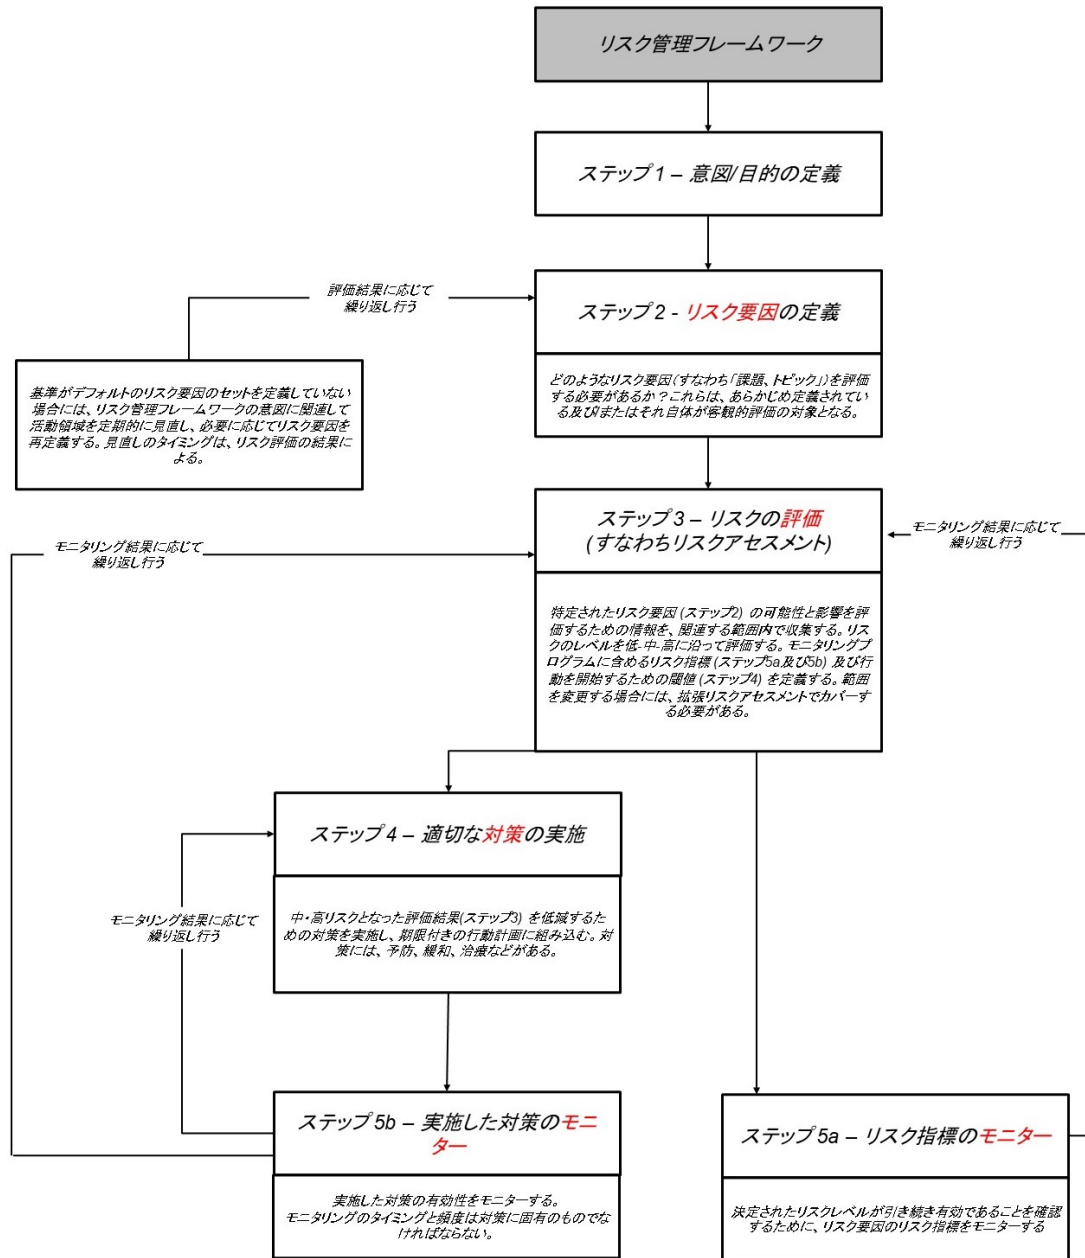 リスク管理フレームワーク
ステップ 1 – 意図/目的の定義
評価結果に応じて
繰り返し行う
ステップ 2 - リスク要因の定義
どのようなリスク要因(すなわち「課題、トピック」)を評価
する必要があるか？これらは、あらかじめ定義されてい
る及びまたはそれ自体が客観的評価の対象となる。
基準がデフォルトのリスク要因のセットを定義していない
場合には、リスク管理フレームワークの意図に関連して
活動領域を定期的に見直し、必要に応じてリスク要因を
再定義する。見直しのタイミングは、リスク評価の結果に
よる。
ステップ 3 – リスクの評価
(すなわちリスクアセスメント)
モニタリング結果に応じて
繰り返し行う
モニタリング結果に応じて
繰り返し行う
特定されたリスク要因 (ステップ2) の可能性と影響を評
価するための情報を、関連する範囲内で収集する。リス
クのレベルを低-中-高に沿って評価する。モニタリングプ
ログラムに含めるリスク指標 (ステップ5a及び5b) 及び行
動を開始するための閾値 (ステップ4) を定義する。範囲
を変更する場合には、拡張リスクアセスメントでカバーす
る必要がある。
ステップ 4 – 適切な対策の実施
モニタリング結果に応じて
繰り返し行う
中・高リスクとなった評価結果(ステップ3) を低減するた
めの対策を実施し、期限付きの行動計画に組み込む。対
策には、予防、緩和、治療などがある。
ステップ 5b – 実施した対策のモニ
ター
実施した対策の有効性をモニターする。
モニタリングのタイミングと頻度は対策に固有のものでな
ければならない。
ステップ 5a – リスク指標のモニター
決定されたリスクレベルが引き続き有効であることを確認
するために、リスク要因のリスク指標をモニターする